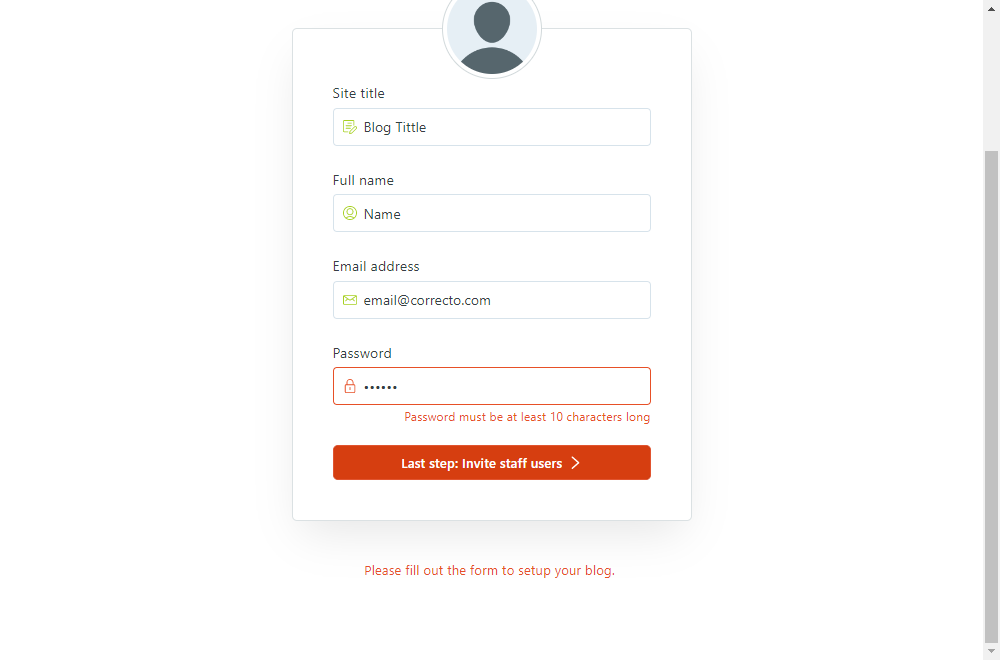 Site title
Blog Tittle
Full name
Name
Email address
email@correcto.com
Password
••••••
Password must be at least 10 characters long
Last step: Invite staff users
Please fill out the form to setup your blog.